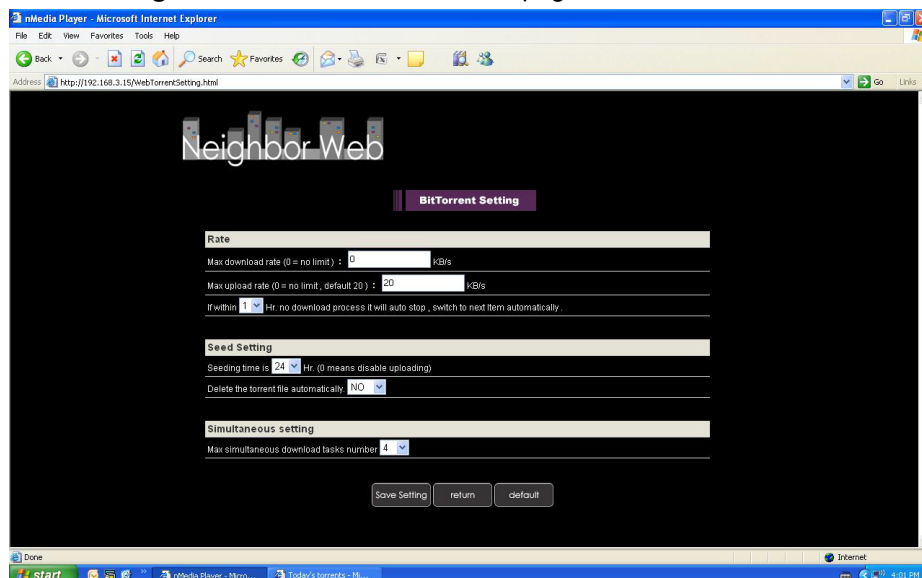 nMedia Player - Microsoft Internet Explorer
File Edit View Favorites Tools Help
Back Search Favorites
Address http://192.168.3.15/WebTorrentSetting.html Go Links
Neighbor Web
BitTorrent Setting
Rate
Max download rate (0 = no limit) : 0 KB/s
Max upload rate (0 = no limit , default 20 ) : 20 KB/s
If within 1 Hr. no download process it will auto stop , switch to next Item automatically .
Seed Setting
Seeding time is 24 Hr. (0 means disable uploading)
Delete the torrent file automatically. NO
Simultaneous setting
Max simultaneous download tasks number 4
Save Setting return default
Done Internet
start nMedia Player - Micro... Today's torrents - Mi... 4:01 PM